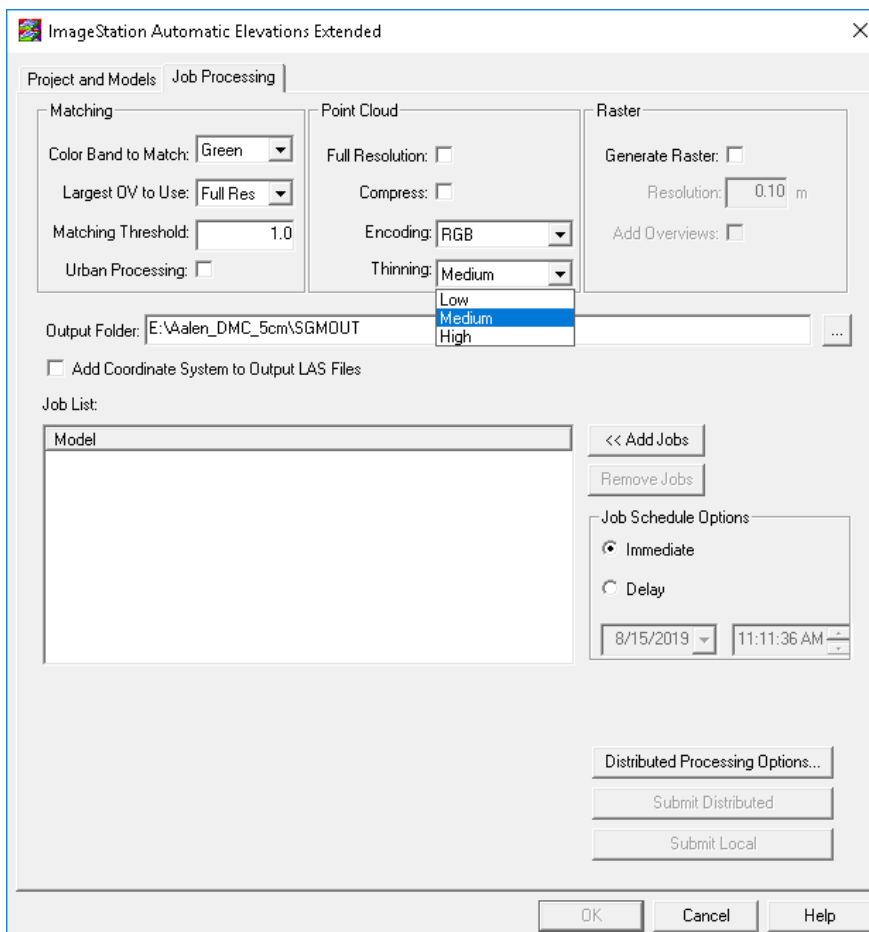 ImageStation Automatic Elevations Extended
Project and Models
Job Processing
Matching
Color Band to Match: Green
Largest OV to Use: Full Res
Matching Threshold: 1.0
Urban Processing:
Point Cloud
Full Resolution:
Compress:
Encoding: RGB
Thinning: Medium
Low
Medium
High
Raster
Generate Raster:
Resolution: 0.10 m
Add Overviews:
Output Folder: E:\Aalen_DMC_5cm\SGMOUT
...
Add Coordinate System to Output LAS Files
Job List:
Model
<< Add Jobs
Remove Jobs
Job Schedule Options
Immediate
Delay
8/15/2019 11:11:36 AM
Distributed Processing Options...
Submit Distributed
Submit Local
OK Cancel Help